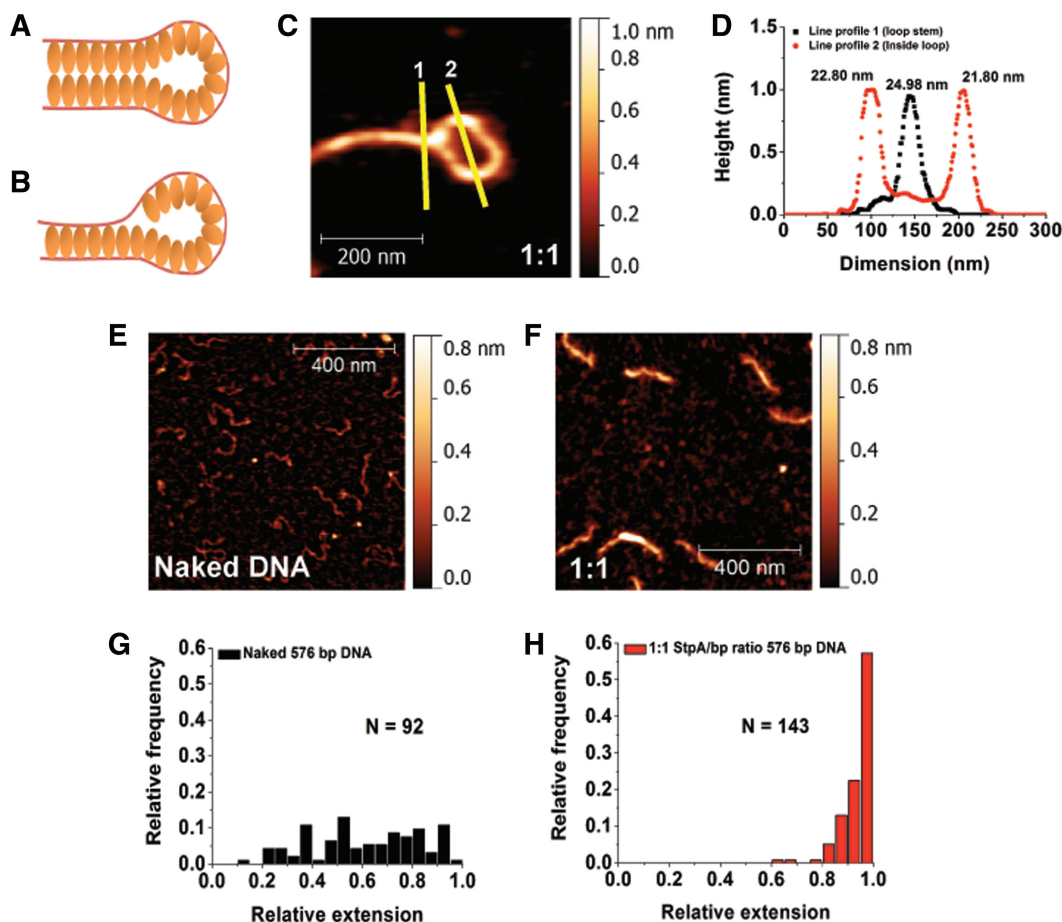 A
B
C
1 2
200 nm
1:1
1.0 nm
0.8
0.6
0.4
0.2
0.0
D
Line profile 1 (loop stem)
Line profile 2 (Inside loop)
22.80 nm
24.98 nm
21.80 nm
Height (nm)
1.5
1.0
0.5
0.0
0 50 100 150 200 250 300
Dimension (nm)
E
400 nm
Naked DNA
0.8 nm
0.6
0.4
0.2
0.0
F
1:1
400 nm
0.8 nm
0.6
0.4
0.2
0.0
G
Naked 576 bp DNA
N = 92
Relative frequency
0.6
0.5
0.4
0.3
0.2
0.1
0.0
0.0 0.2 0.4 0.6 0.8 1.0
Relative extension
H
1:1 StpA/bp ratio 576 bp DNA
N = 143
Relative frequency
0.6
0.5
0.4
0.3
0.2
0.1
0.0
0.0 0.2 0.4 0.6 0.8 1.0
Relative extension